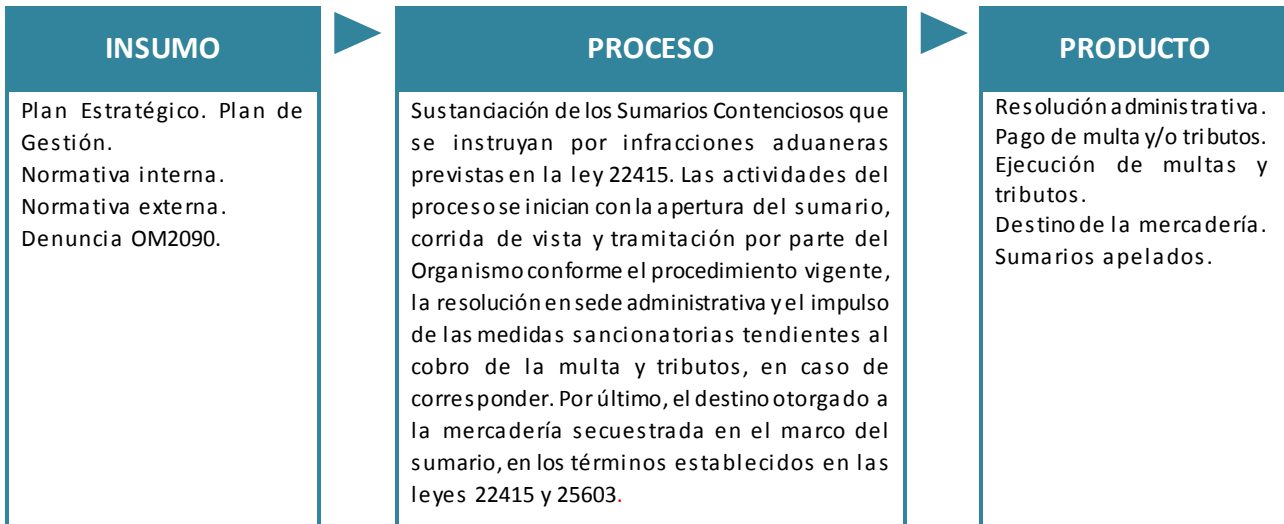 INSUMO
Plan Estratégico. Plan de
Gestión.
Normativa interna.
Normativa externa.
Denuncia OM2090.
PROCESO
Sustanciación de los Sumarios Contenciosos que
se instruyan por infracciones aduaneras
previstas en la ley 22415. Las actividades del
proceso se inician con la apertura del sumario,
corrida de vista y tramitación por parte del
Organismo conforme el procedimiento vigente,
la resolución en sede administrativa y el impulso
de las medidas sancionatorias tendientes al
cobro de la multa y tributos, en caso de
corresponder. Por último, el destino otorgado a
la mercadería secuestrada en el marco del
sumario, en los términos establecidos en las
leyes 22415 y 25603.
PRODUCTO
Resolución administrativa.
Pago de multa y/o tributos.
Ejecución de multas y
tributos.
Destino de la mercadería.
Sumarios apelados.